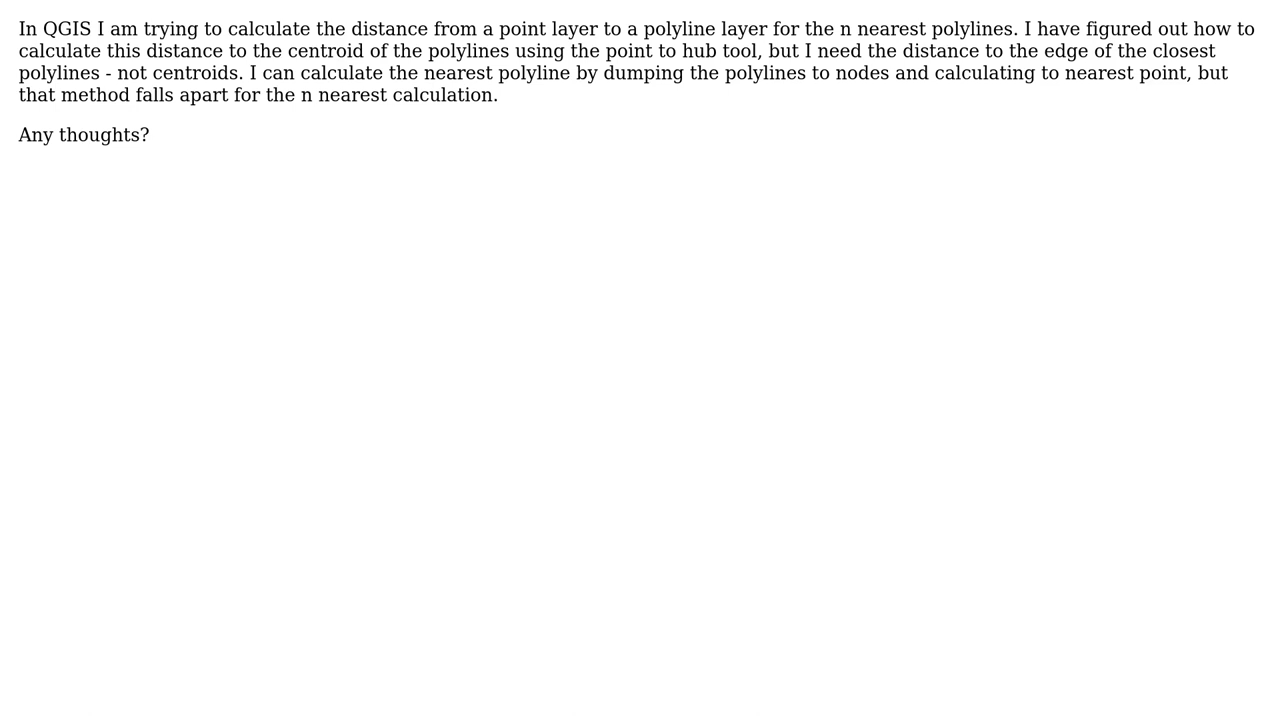 In QGIS I am trying to calculate the distance from a point layer to a polyline layer for the n nearest polylines. I have figured out how to
calculate this distance to the centroid of the polylines using the point to hub tool, but I need the distance to the edge of the closest
polylines - not centroids. I can calculate the nearest polyline by dumping the polylines to nodes and calculating to nearest point, but
that method falls apart for the n nearest calculation.
Any thoughts?